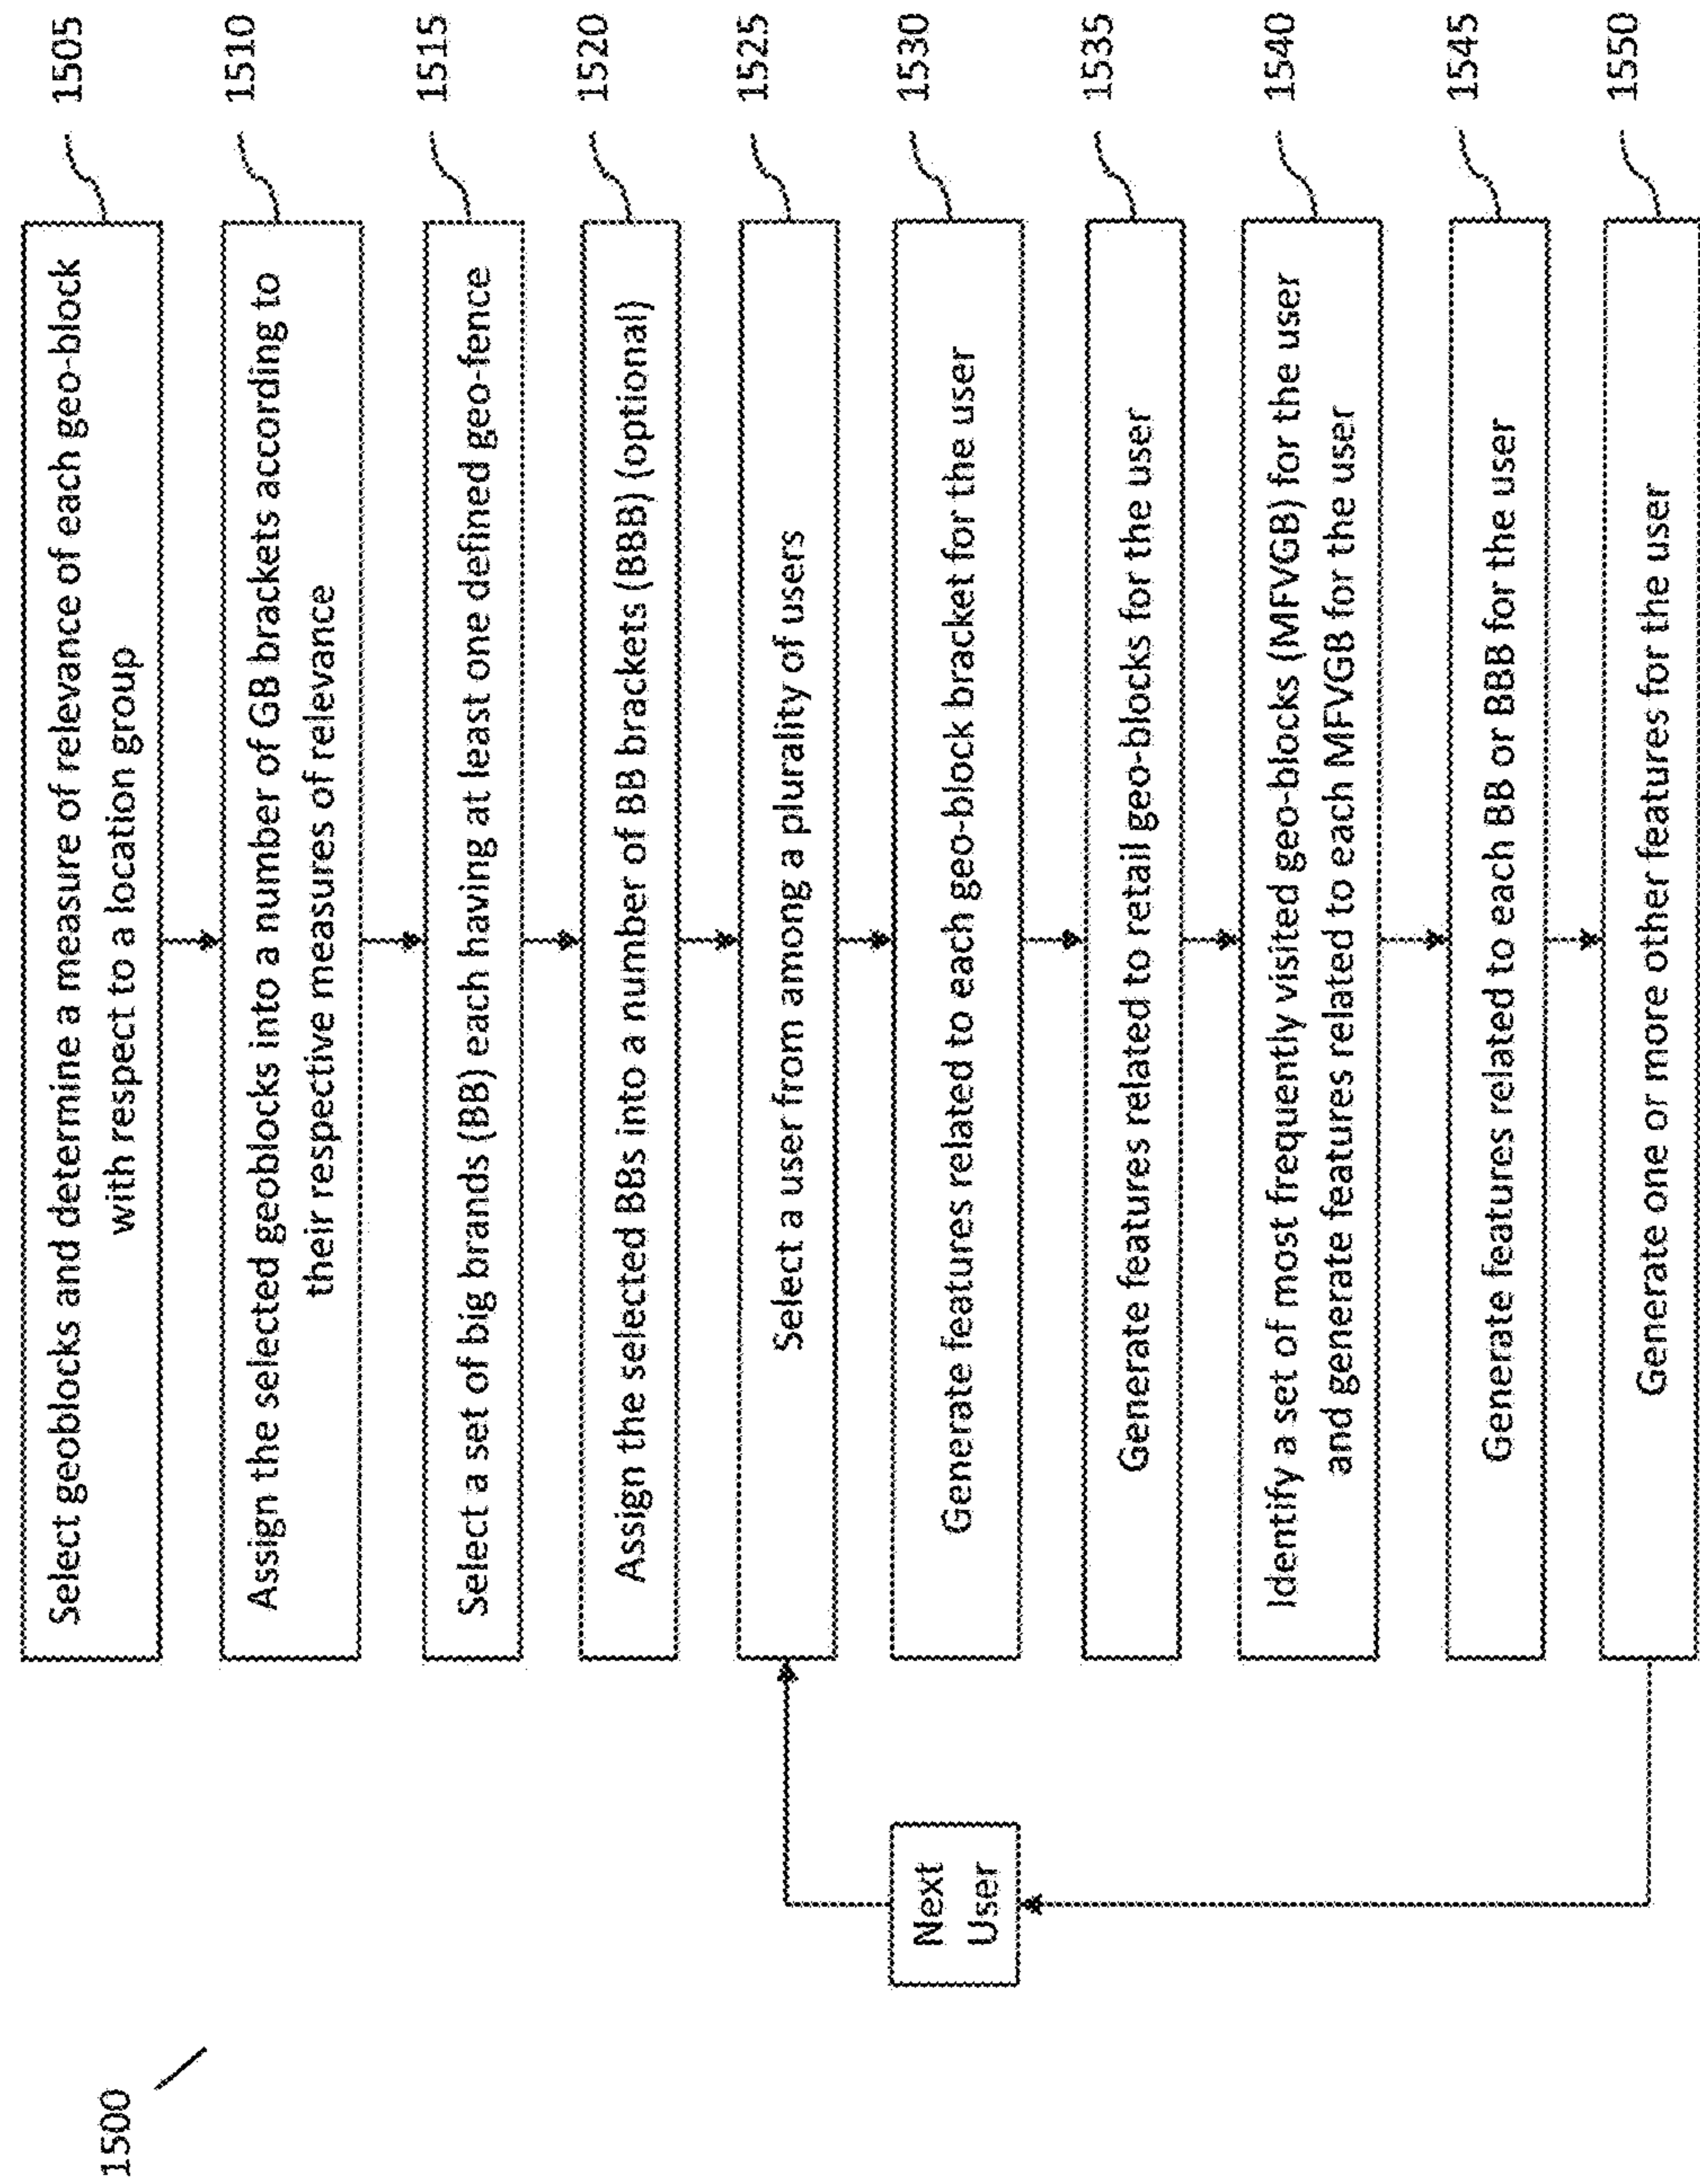 1500
Select geoblocks and determine a measure of relevance of each geo-block
with respect to a location group
1505
Assign the selected geoblocks into a number of GB brackets according to
their respective measures of relevance
1510
Select a set of big brands (BB) each having at least one defined geo-fence
1515
Assign the selected BBs into a number of BB brackets (BBB) (optional)
1520
Select a user from among a plurality of users
1525
Generate features related to each geo-block bracket for the user
1530
Generate features related to retail geo-blocks for the user
1535
Identify a set of most frequently visited geo-blocks (MFVGB) for the user
and generate features related to each MFVGB for the user
1540
Generate features related to each BB or BBB for the user
1545
Generate one or more other features for the user
1550
Next
User